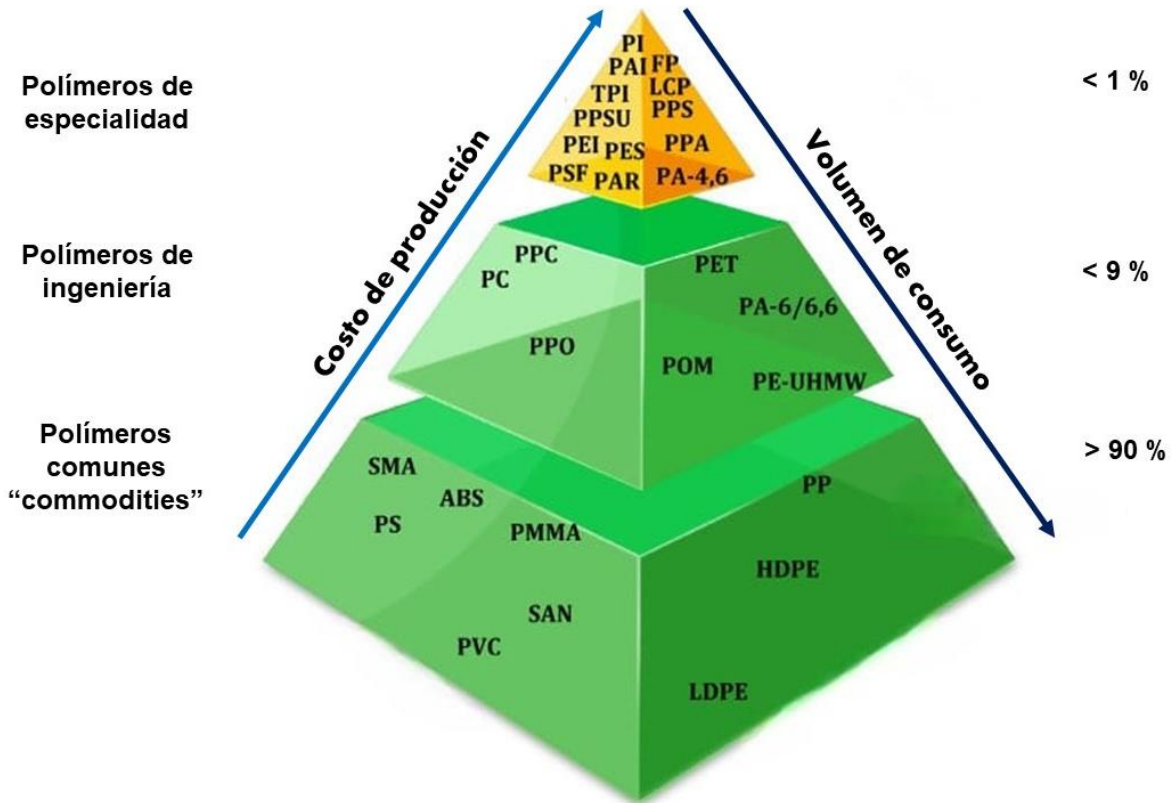 Polímeros de
especialidad
Polímeros de
ingeniería
Polímeros
comunes
“commodities”
Costo de producción
PI
PAI FP
TPI LCP
PPSU PPS
PEI PES PPA
PSF PAR PA-4,6
PPC PET
PC
PA-6/6,6
PPO POM
PE-UHMW
SMA PP
ABS
PS PMMA
HDPE
SAN
PVC
LDPE
Volumen de consumo
< 1 %
< 9 %
> 90 %